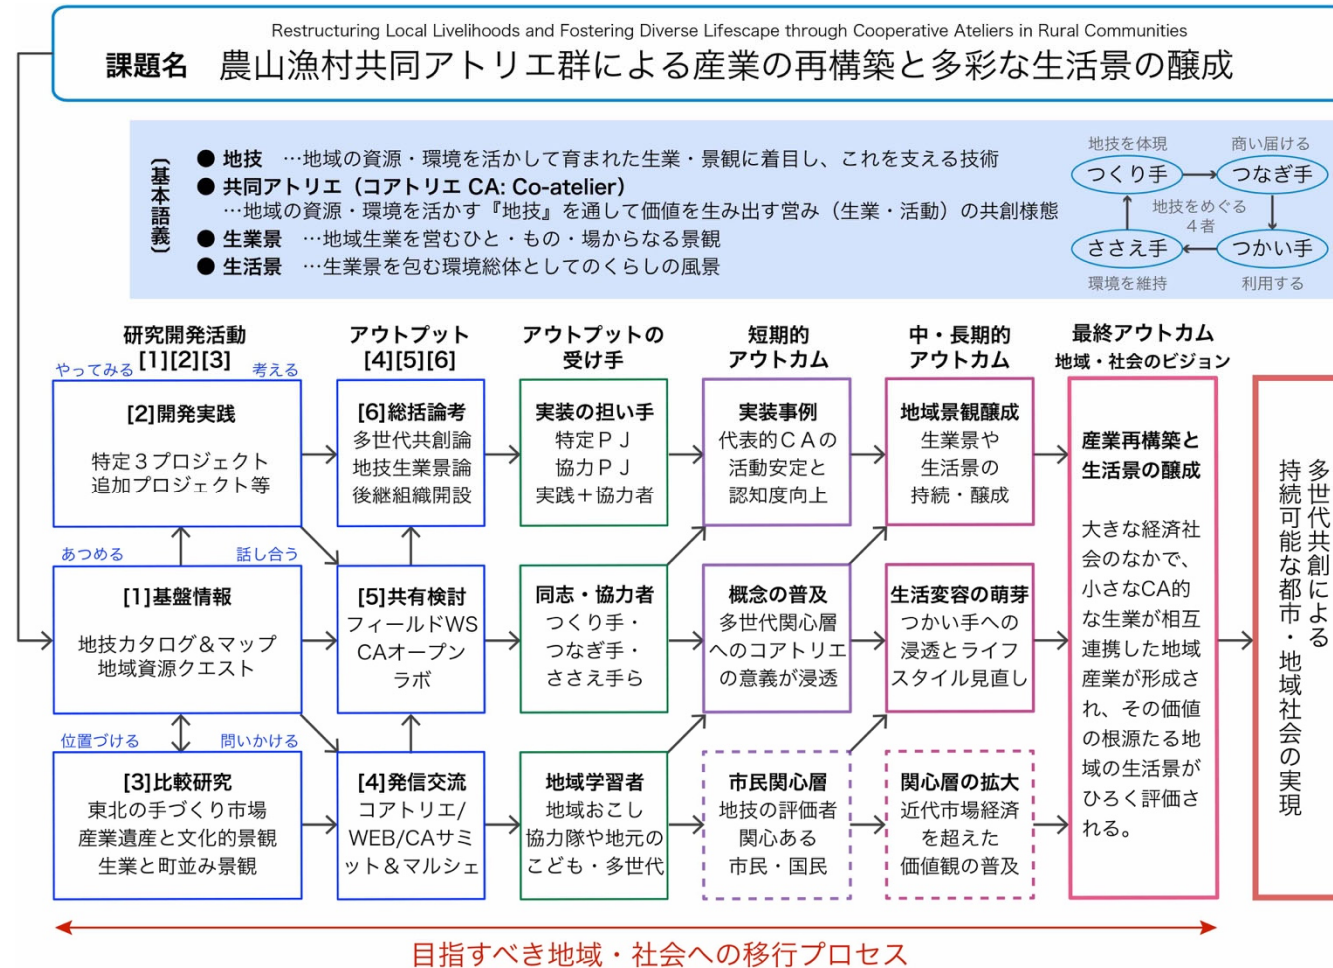 Restructuring Local Livelihoods and Fostering Diverse Lifescape through Cooperative Ateliers in Rural Communities
課題名 農山漁村共同アトリエ群による産業の再構築と多彩な生活景の醸成
〔基本語義〕
● 地技 …地域の資源・環境を活かして育まれた生業・景観に着目し、これを支える技術
● 共同アトリエ（コアトリエ CA: Co-atelier）
…地域の資源・環境を活かす『地技』を通して価値を生み出す営み（生業・活動）の共創様態
● 生業景 …地域生業を営むひと・もの・場からなる景観
● 生活景 …生業景を包む環境総体としてのくらしの風景
地技を体現 商い届ける
つくり手 つなぎ手
地技をめぐる
4者
ささえ手 つかい手
環境を維持 利用する
研究開発活動
[1][2][3]
アウトプット
[4][5][6]
アウトプットの
受け手
短期的
アウトカム
中・長期的
アウトカム
最終アウトカム
地域・社会のビジョン
やってみる 考える
[2]開発実践
特定３プロジェクト
追加プロジェクト等
[6]総括論考
多世代共創論
地技生業景論
後継組織開設
実装の担い手
特定ＰＪ
協力ＰＪ
実践＋協力者
実装事例
代表的ＣＡの
活動安定と
認知度向上
地域景観醸成
生業景や
生活景の
持続・醸成
あつめる 話し合う
[1]基盤情報
地技カタログ＆マップ
地域資源クエスト
[5]共有検討
フィールドWS
CAオープン
ラボ
同志・協力者
つくり手・
つなぎ手・
ささえ手ら
概念の普及
多世代関心層
へのコアトリエ
の意義が浸透
生活変容の萌芽
つかい手への
浸透とライフ
スタイル見直し
位置づける 問いかける
[3]比較研究
東北の手づくり市場
産業遺産と文化的景観
生業と町並み景観
[4]発信交流
コアトリエ/
WEB/CAサミ
ット＆マルシェ
地域学習者
地域おこし
協力隊や地元の
こども・多世代
市民関心層
地技の評価者
関心ある
市民・国民
関心層の拡大
近代市場経済
を超えた
価値観の普及
産業再構築と
生活景の醸成
大きな経済社
会のなかで、
小さなCA的
な生業が相互
連携した地域
産業が形成さ
れ、その価値
の根源たる地
域の生活景が
ひろく評価さ
れる。
多世代共創による
持続可能な都市・地域社会の実現
目指すべき地域・社会への移行プロセス